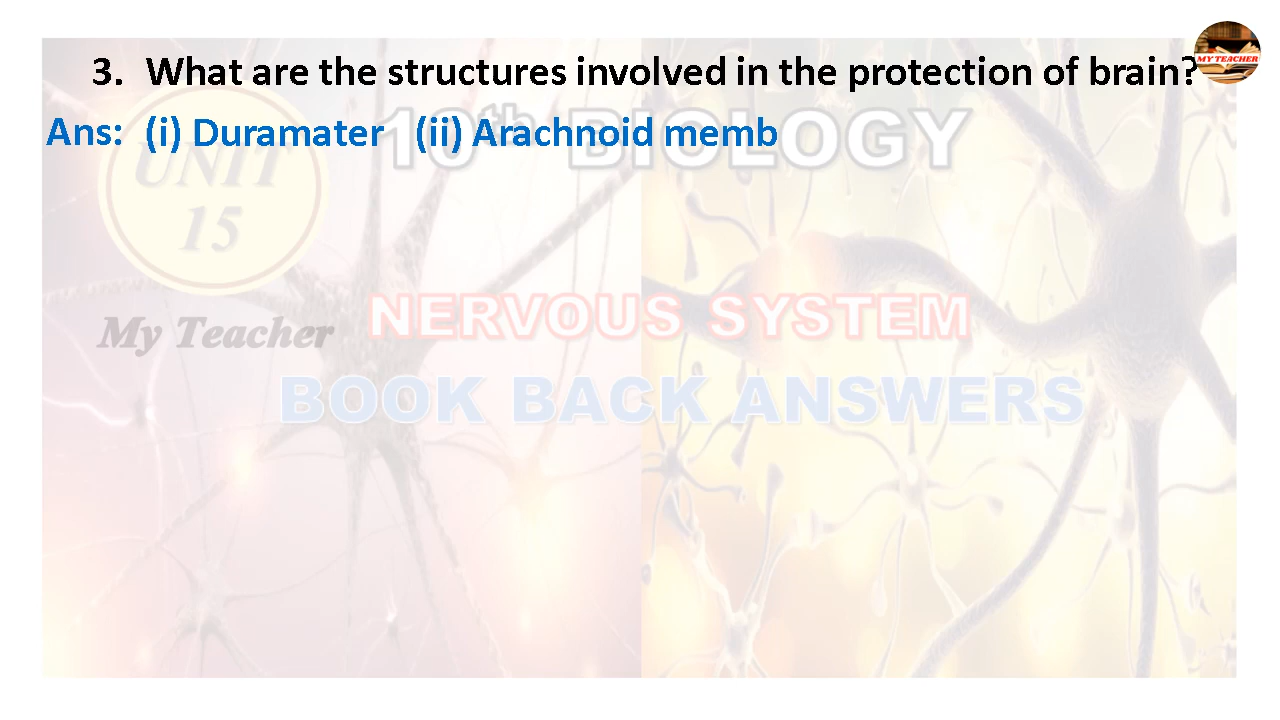 3. What are the structures involved in the protection of brain?
MY TEACHER
Ans: (i) Duramater (ii) Arachnoid memb
10th BIOLOGY
UNIT
15
My Teacher
NERVOUS SYSTEM
BOOK BACK ANSWERS